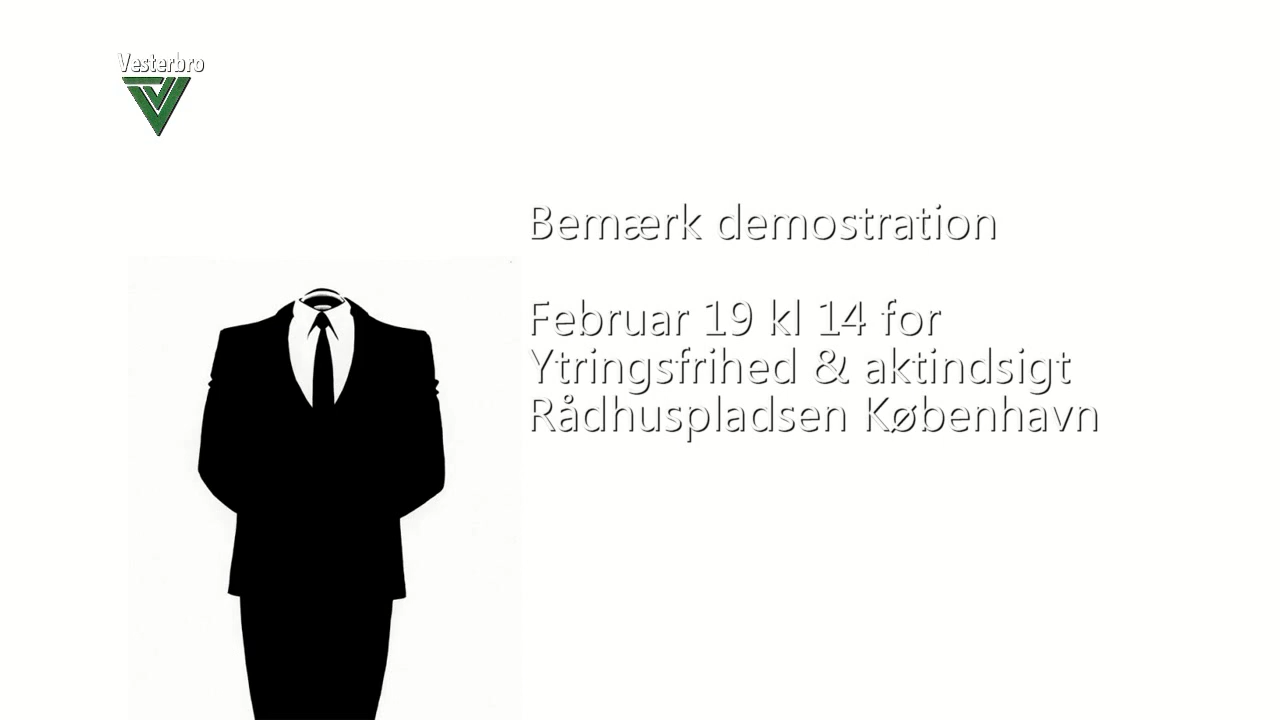 Vesterbro
Bemærk demostration
Februar 19 kl 14 for
Ytringsfrihed & aktindsigt
Rådhuspladsen København